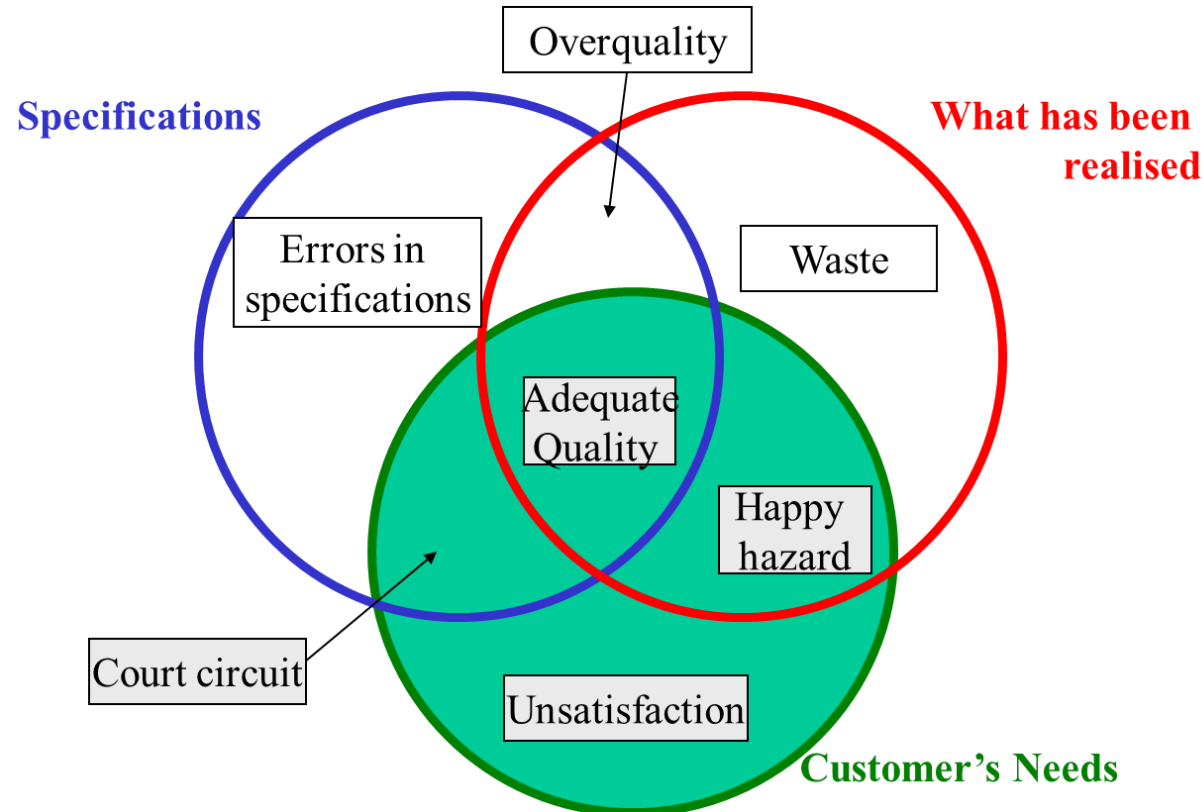 Overquality
Specifications
What has been
realised
Errors in
specifications
Waste
Adequate
Quality
Happy
hazard
Court circuit
Unsatisfaction
Customer’s Needs